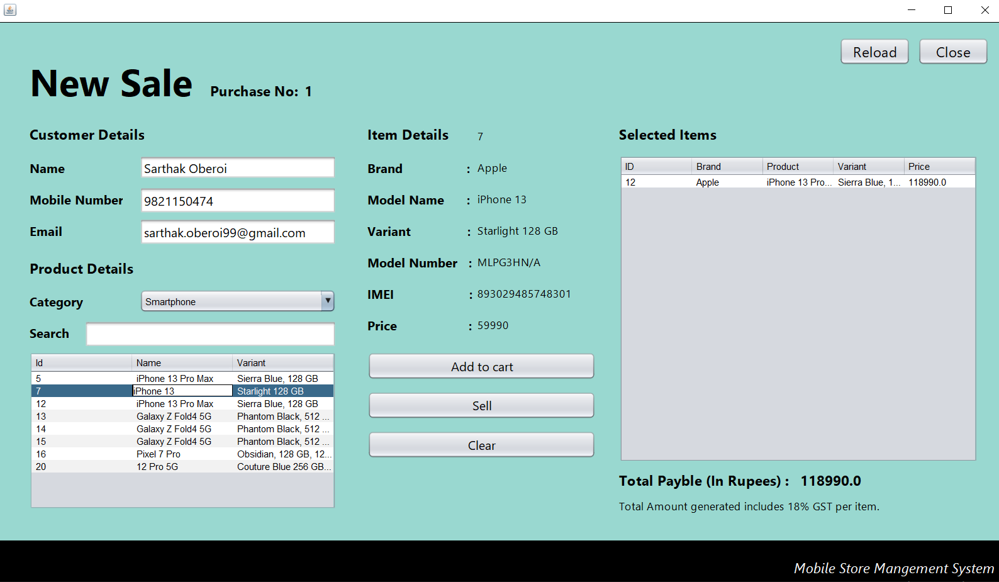 Reload Close
New Sale Purchase No: 1
Customer Details
Name Sarthak Oberoi
Mobile Number 9821150474
Email sarthak.oberoi99@gmail.com
Product Details
Category Smartphone
Search
Id Name Variant
5 iPhone 13 Pro Max Sierra Blue, 128 GB
7 iPhone 13 Starlight 128 GB
12 iPhone 13 Pro Max Sierra Blue, 128 GB
13 Galaxy Z Fold4 5G Phantom Black, 512 ...
14 Galaxy Z Fold4 5G Phantom Black, 512 ...
15 Galaxy Z Fold4 5G Phantom Black, 512 ...
16 Pixel 7 Pro Obsidian, 128 GB, 12...
20 12 Pro 5G Couture Blue 256 GB...
Item Details 7
Brand : Apple
Model Name : iPhone 13
Variant : Starlight 128 GB
Model Number : MLPG3HN/A
IMEI : 893029485748301
Price : 59990
Add to cart
Sell
Clear
Selected Items
ID Brand Product Variant Price
12 Apple iPhone 13 Pro... Sierra Blue, 1... 118990.0
Total Payble (In Rupees) : 118990.0
Total Amount generated includes 18% GST per item.
Mobile Store Mangement System